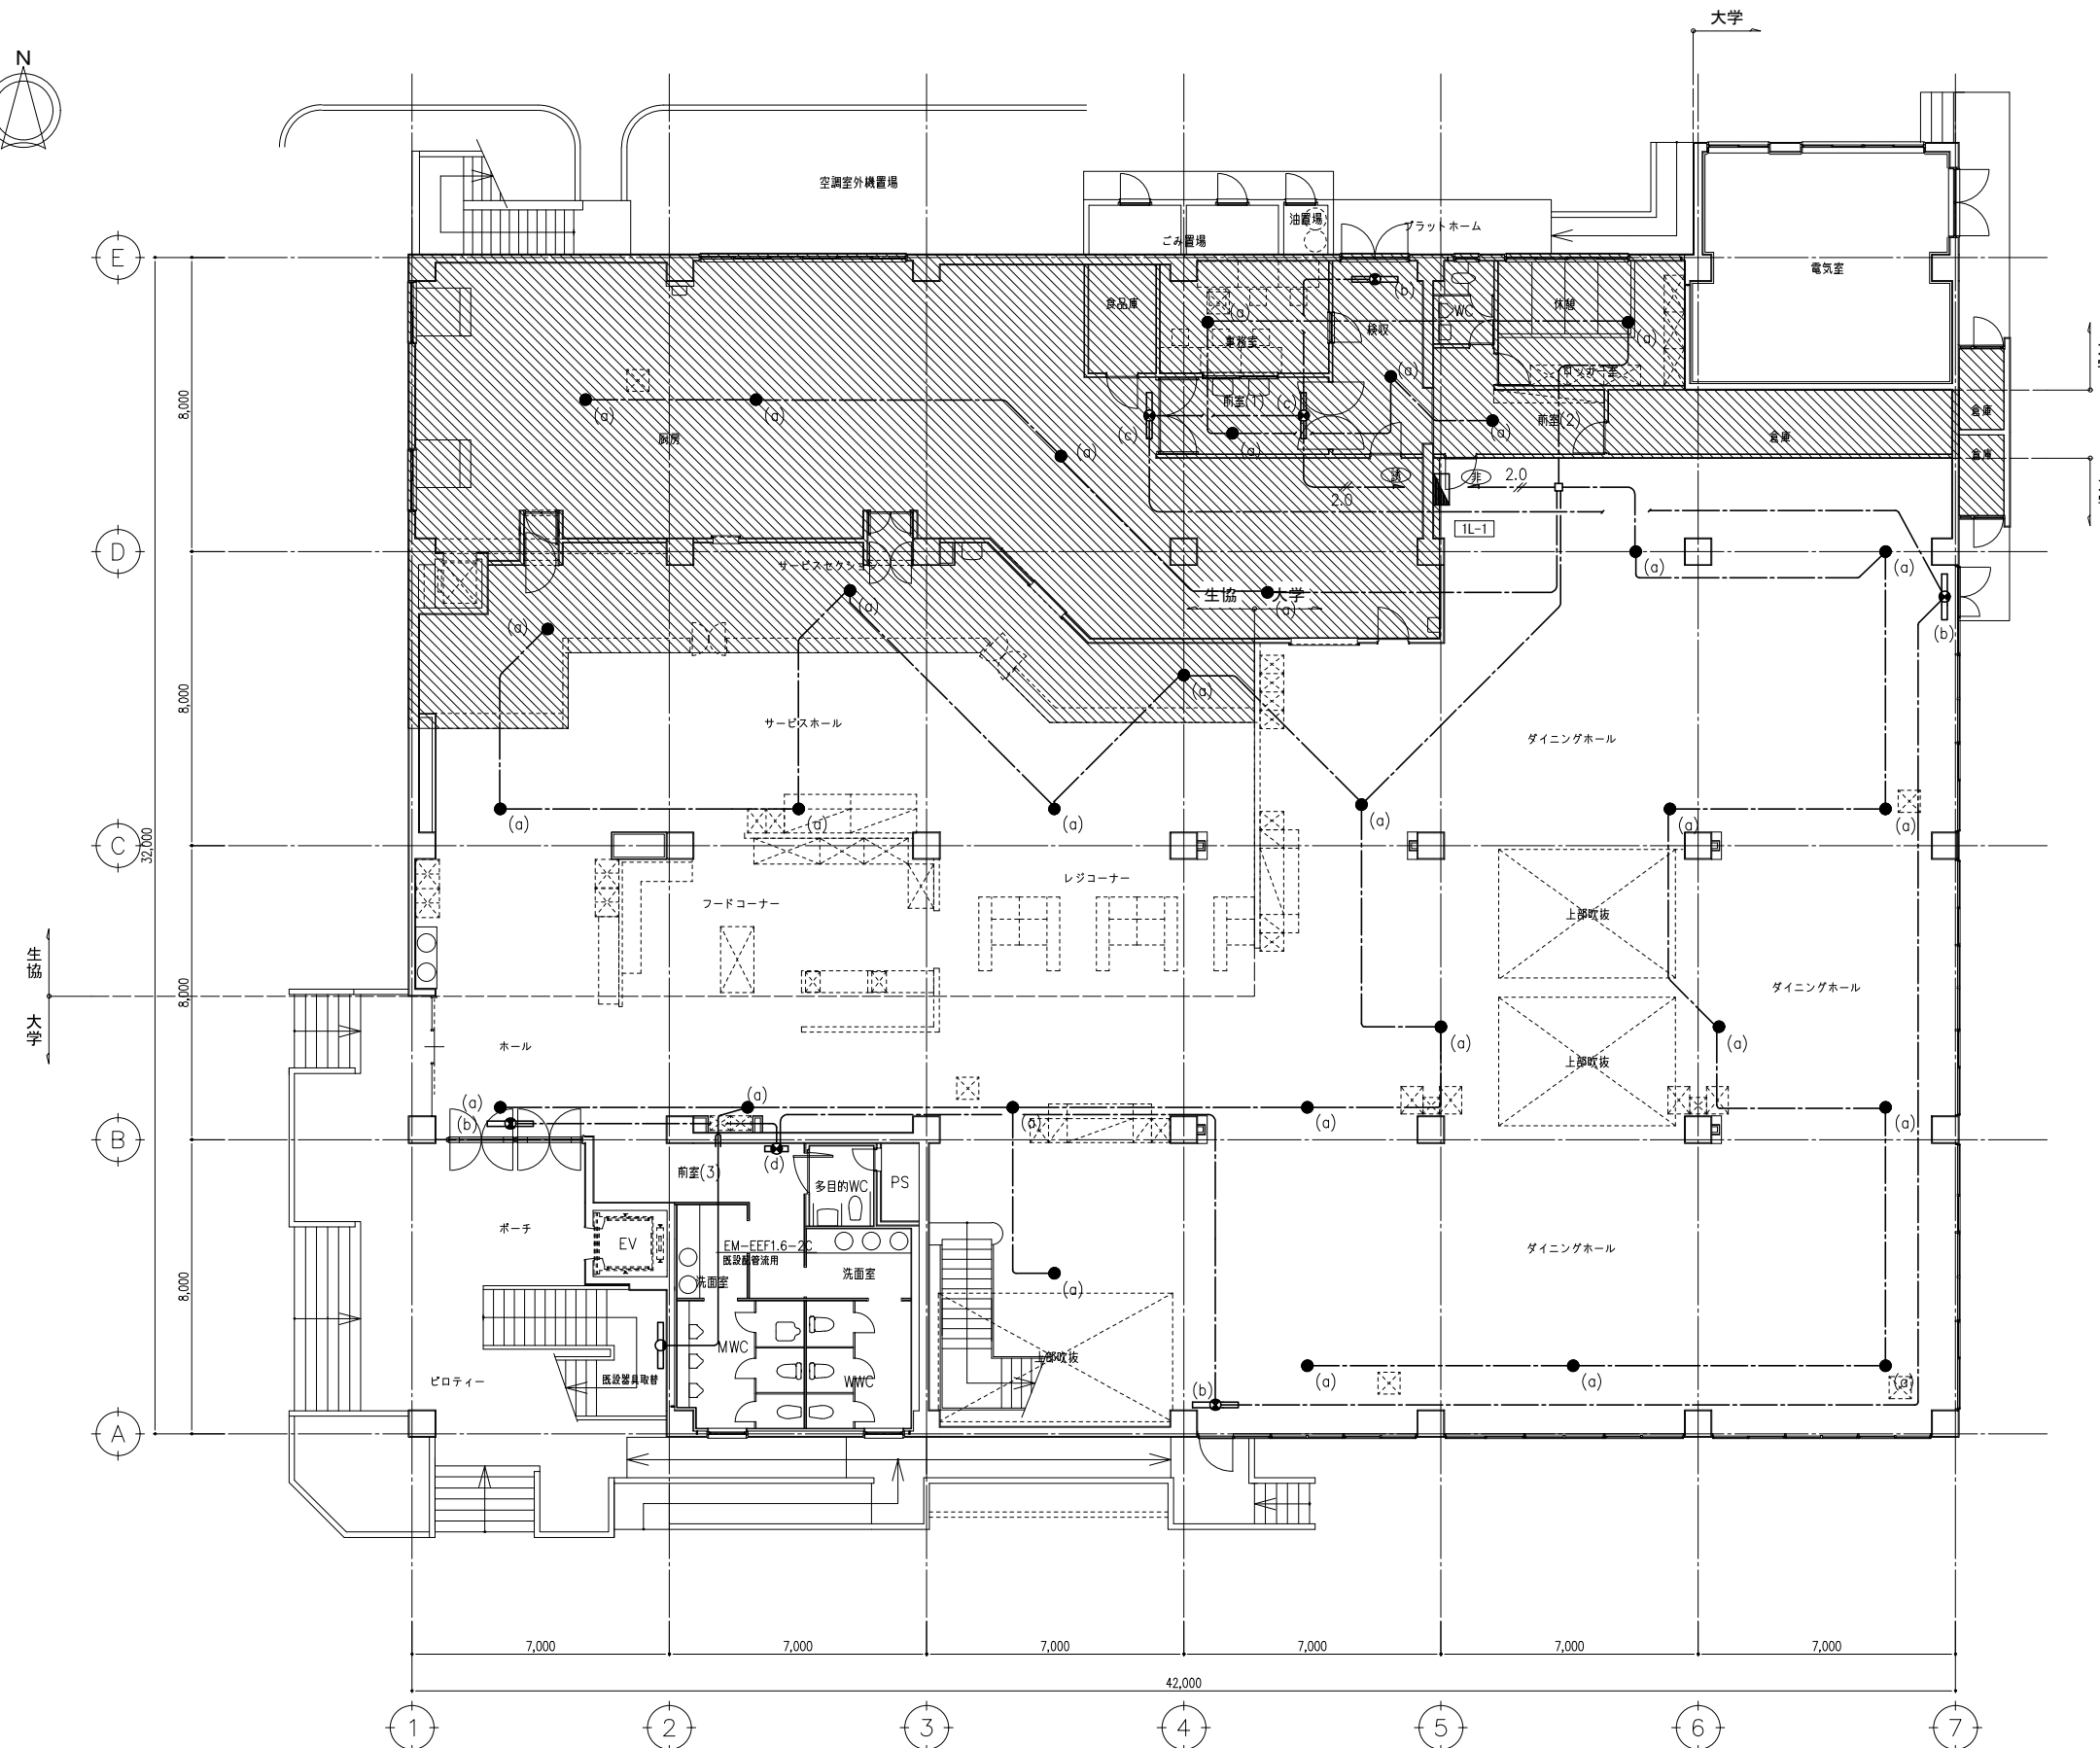 大学
N
空調室外機置場
油置場
プラットホーム
ごみ置場
E
電気室
(b)
食品庫
休憩
WC
(a)
検収
事務室
(a)
8,000
ロッカー室
(a)
前室(1)
(c)
(a)
(a)
前室(2)
倉庫
厨房
(c)
(a)
(a)
倉庫
(a)
倉庫
誘
非
2.0
2.0
1L-1
D
サービスセクション
(a)
(a)
生協
大学
(a)
(a)
(a)
(b)
(a)
8,000
サービスホール
ダイニングホール
(a)
(a)
(a)
(a)
(a)
(a)
C
32,000
レジコーナー
フードコーナー
上部吹抜
生協
大学
8,000
ダイニングホール
ホール
(a)
(a)
上部吹抜
(a)
(a)
(b)
(a)
(a)
(a)
B
(d)
前室(3)
多目的WC
PS
ポーチ
EV
EM-EEF1.6-2C
既設配管流用
洗面室
洗面室
ダイニングホール
8,000
(a)
MWC
上部吹抜
既設器具取替
ピロティー
WWC
(b)
(a)
(a)
(a)
A
7,000
7,000
7,000
7,000
7,000
7,000
42,000
1
2
3
4
5
6
7